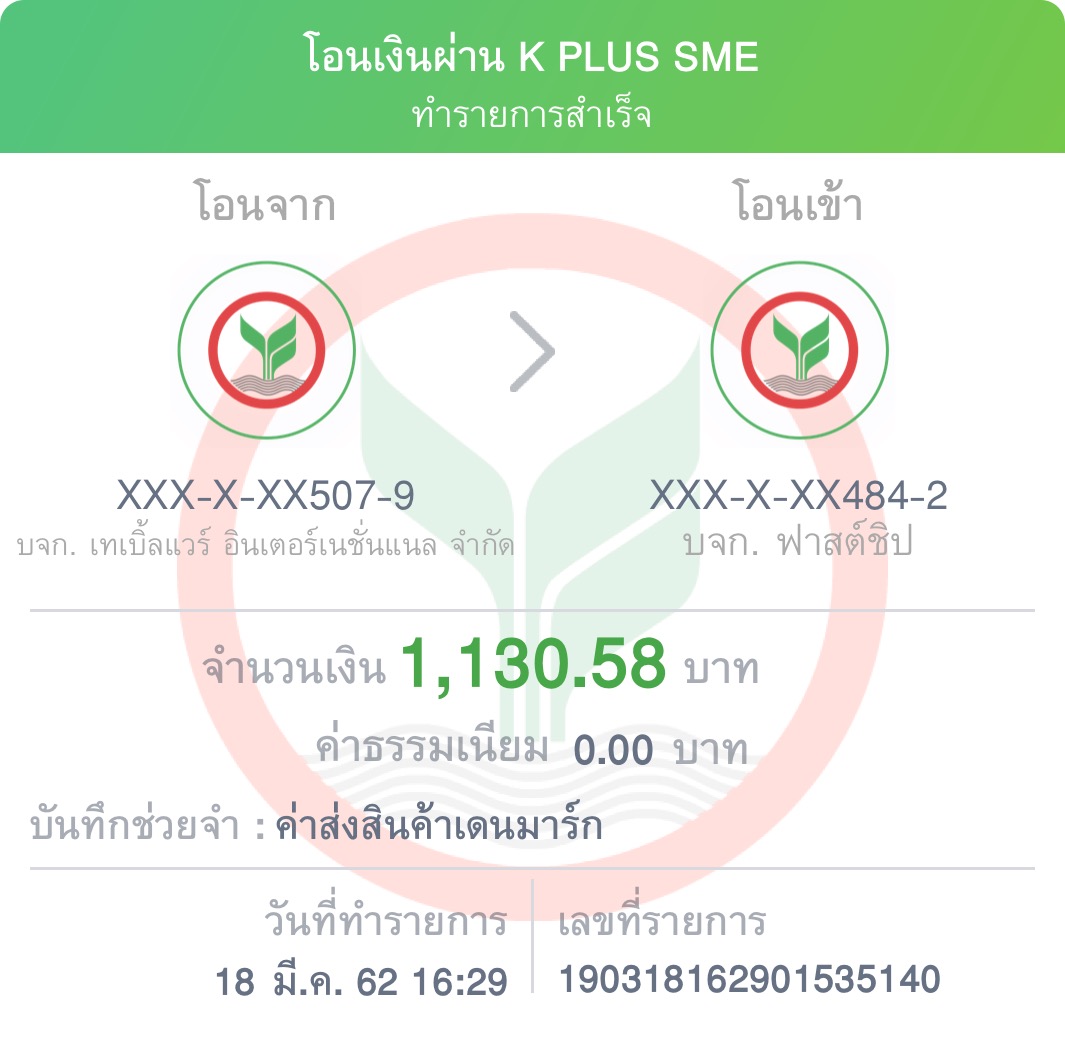 โอนเงินผ่าน K PLUS SME
ทำรายการสำเร็จ
โอนจาก
โอนเข้า
XXX-X-XX507-9
บจก. เทเบิ้ลแวร์ อินเตอร์เนชั่นแนล จำกัด
XXX-X-XX484-2
บจก. ฟาสต์ชิป
จำนวนเงิน 1,130.58 บาท
ค่าธรรมเนียม 0.00 บาท
บันทึกช่วยจำ : ค่าส่งสินค้าเดนมาร์ก
วันที่ทำรายการ
18 มี.ค. 62 16:29
เลขที่รายการ
190318162901535140